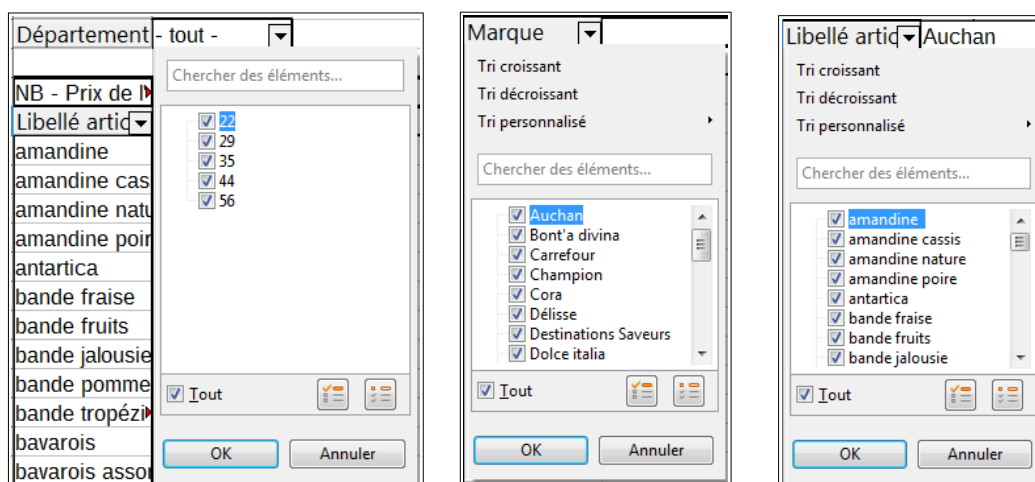 Département - tout -
Chercher des éléments...
NB - Prix de l
Libellé artic
amandine
amandine cas
amandine natu
amandine poir
antartica
bande fraise
bande fruits
bande jalousie
bande pomme
bande tropézi
bavarois
bavarois assor
22
29
35
44
56
Tout
OK Annuler
Marque
Tri croissant
Tri décroissant
Tri personnalisé
Chercher des éléments...
Auchan
Bont'a divina
Carrefour
Champion
Cora
Délisse
Destinations Saveurs
Dolce italia
Tout
OK Annuler
Libellé artic Auchan
Tri croissant
Tri décroissant
Tri personnalisé
Chercher des éléments...
amandine
amandine cassis
amandine nature
amandine poire
antartica
bande fraise
bande fruits
bande jalousie
Tout
OK Annuler